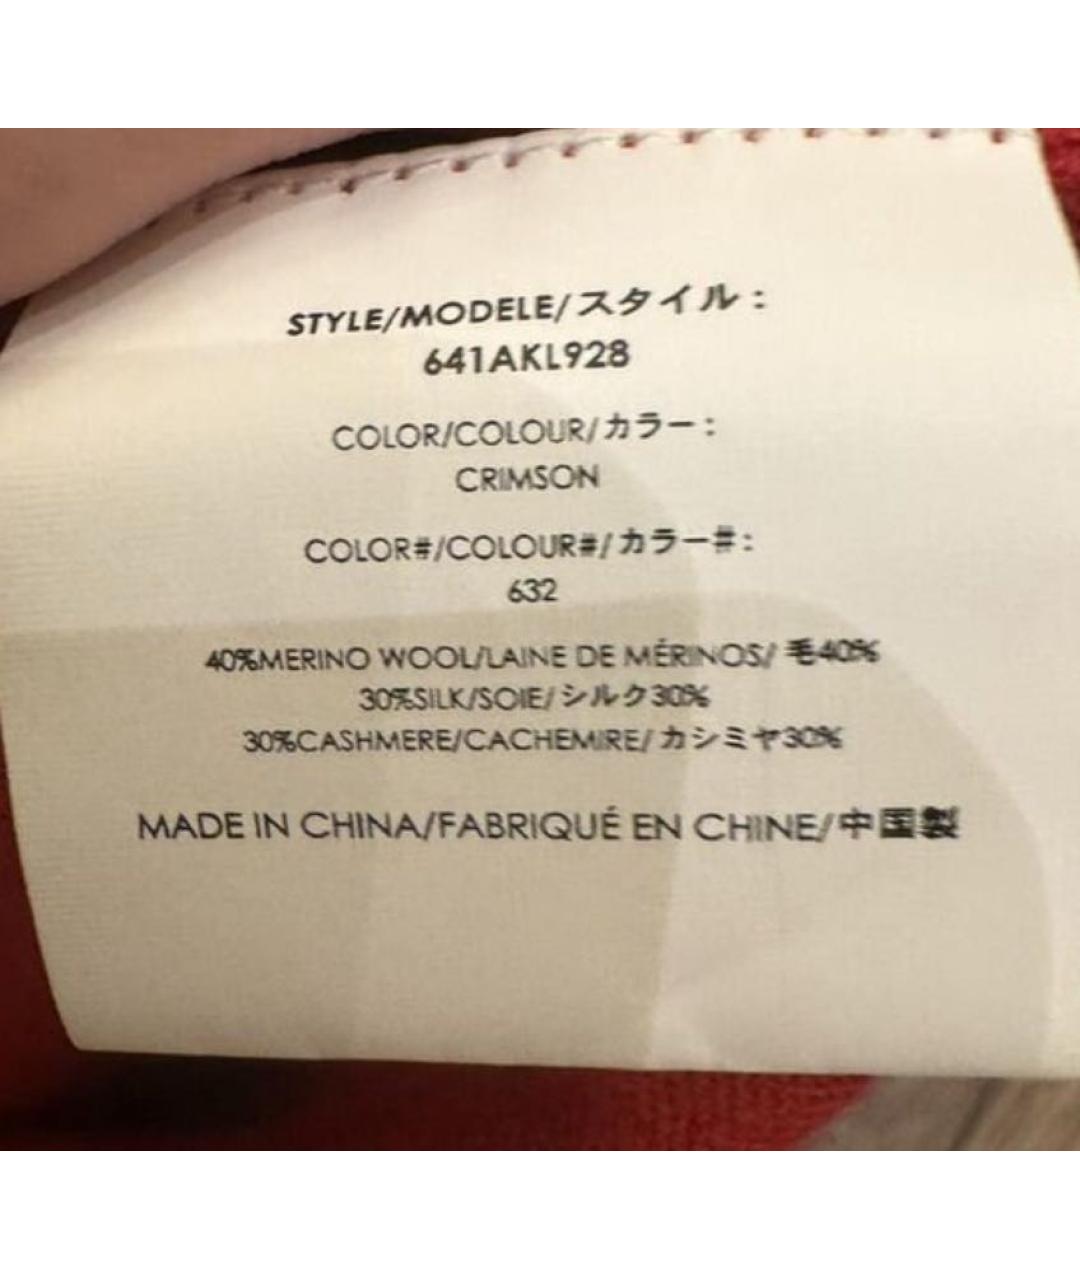 STYLE/MODELE/スタイル:
641AKL928
COLOR/COLOUR/カラー:
CRIMSON
COLOR#/COLOUR#/カラー#:
632
40%MERINO WOOL/LAINE DE MÉRINOS/ 毛40%
30%SILK/SOIE/シルク30%
30%CASHMERE/CACHEMIRE/カシミヤ30%
MADE IN CHINA/FABRIQUÉ EN CHINE/中国製